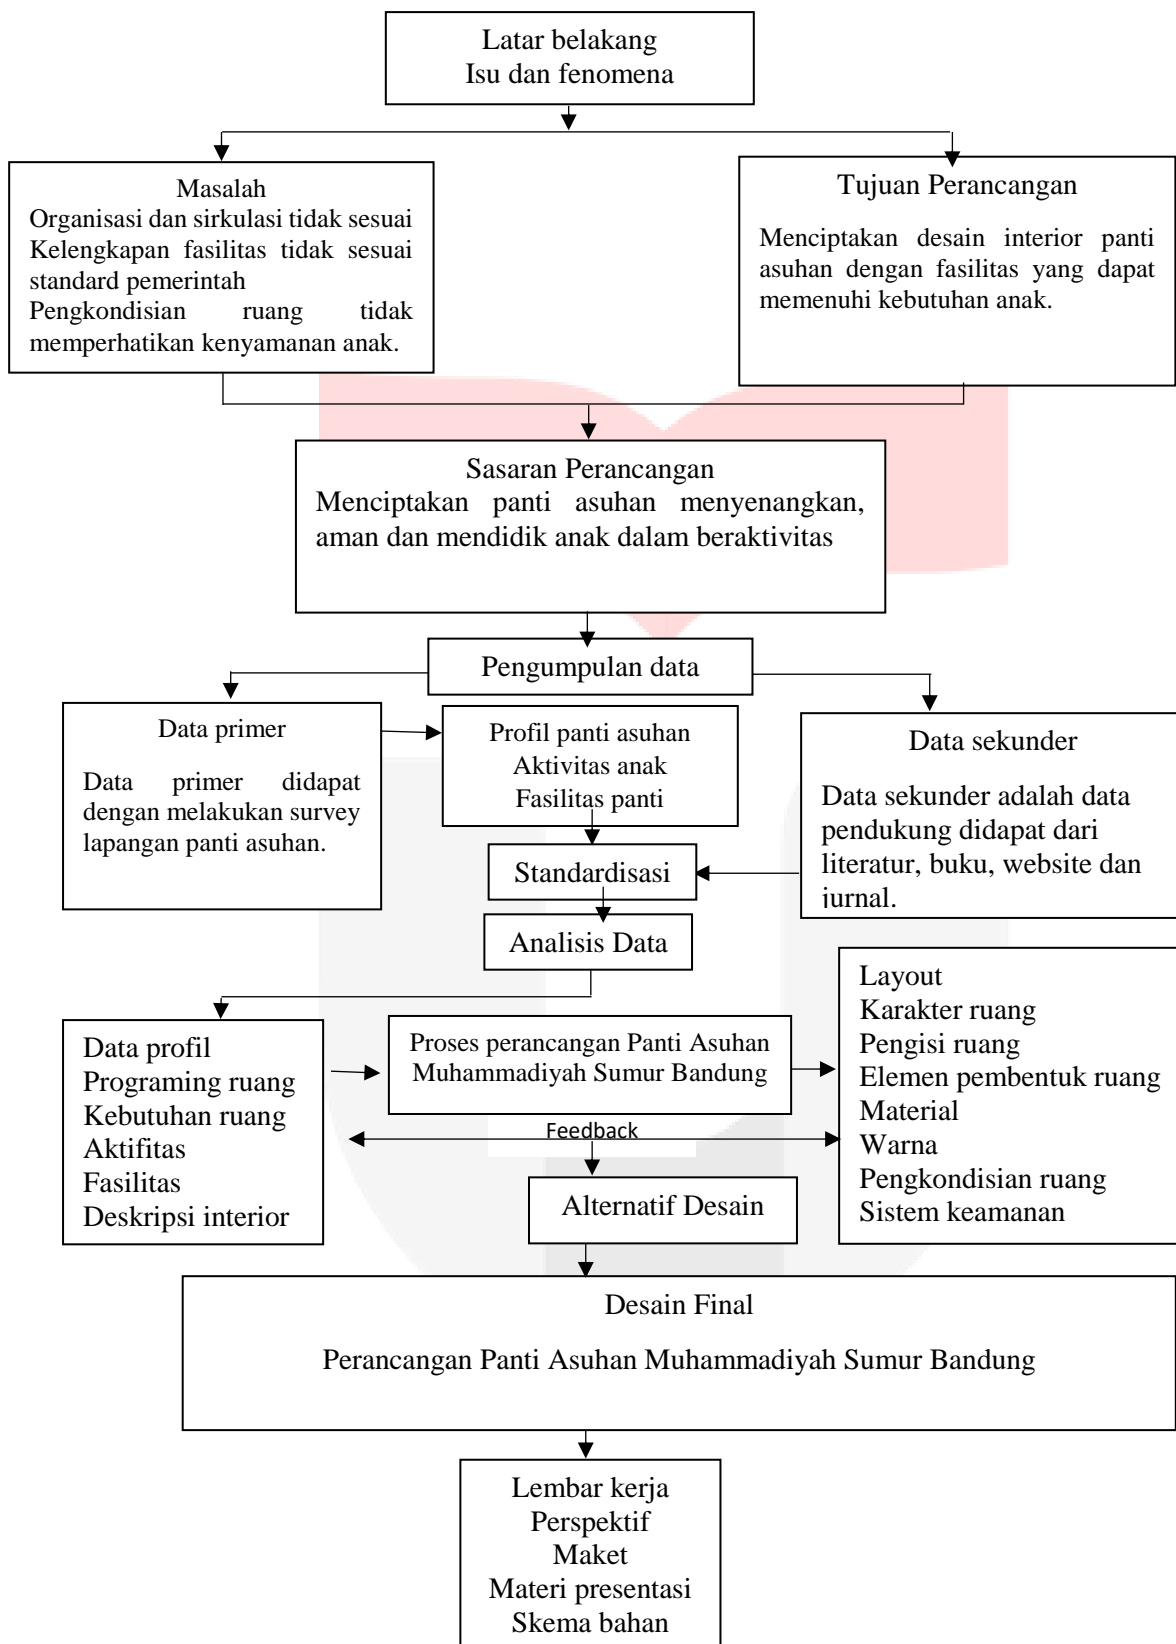 Latar belakang
Isu dan fenomena
Masalah
Organisasi dan sirkulasi tidak sesuai
Kelengkapan fasilitas tidak sesuai
standard pemerintah
Pengkondisian ruang tidak
memperhatikan kenyamanan anak.
Tujuan Perancangan
Menciptakan desain interior panti
asuhan dengan fasilitas yang dapat
memenuhi kebutuhan anak.
Sasaran Perancangan
Menciptakan panti asuhan menyenangkan,
aman dan mendidik anak dalam beraktivitas
Pengumpulan data
Data primer
Data primer didapat
dengan melakukan survey
lapangan panti asuhan.
Profil panti asuhan
Aktivitas anak
Fasilitas panti
Data sekunder
Data sekunder adalah data
pendukung didapat dari
literatur, buku, website dan
jurnal.
Standardisasi
Analisis Data
Data profil
Programing ruang
Kebutuhan ruang
Aktifitas
Fasilitas
Deskripsi interior
Proses perancangan Panti Asuhan
Muhammadiyah Sumur Bandung
Layout
Karakter ruang
Pengisi ruang
Elemen pembentuk ruang
Material
Warna
Pengkondisian ruang
Sistem keamanan
Feedback
Alternatif Desain
Desain Final
Perancangan Panti Asuhan Muhammadiyah Sumur Bandung
Lembar kerja
Perspektif
Maket
Materi presentasi
Skema bahan